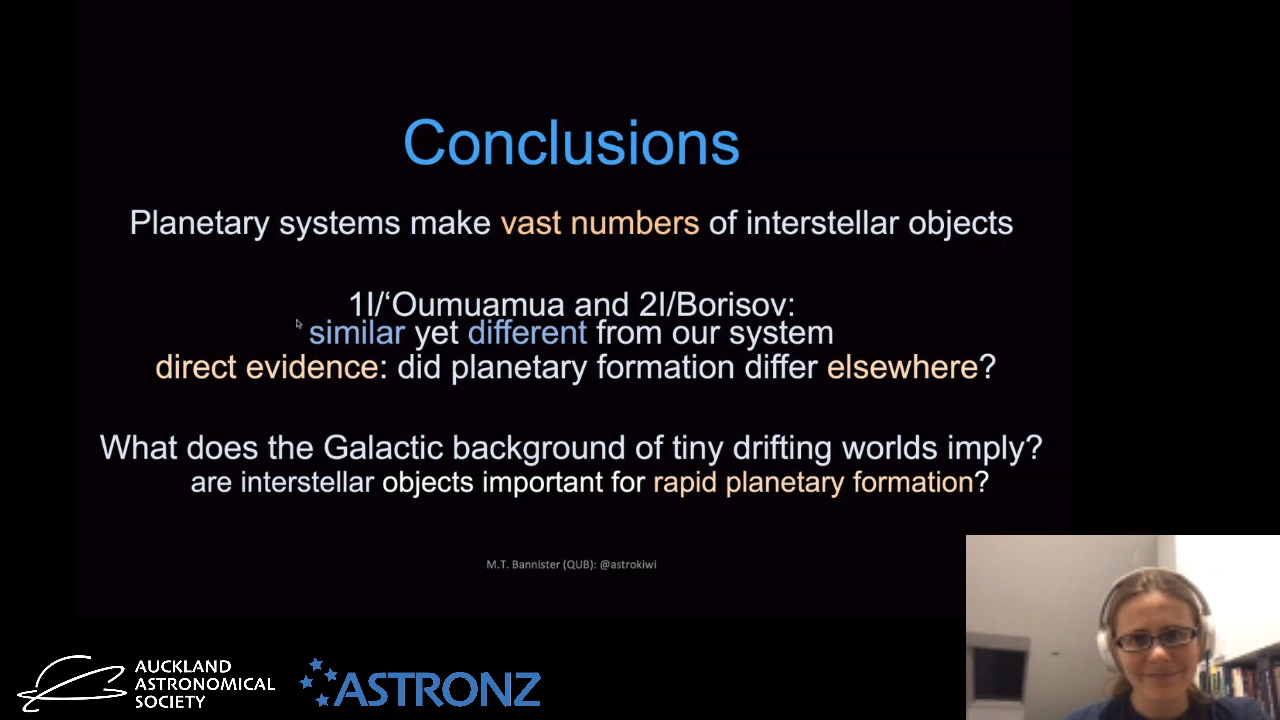 Conclusions
Planetary systems make vast numbers of interstellar objects
1I/‘Oumuamua and 2I/Borisov:
similar yet different from our system
direct evidence: did planetary formation differ elsewhere?
What does the Galactic background of tiny drifting worlds imply?
are interstellar objects important for rapid planetary formation?
M.T. Bannister (QUB): @astrokiwi
AUCKLAND
ASTRONOMICAL
SOCIETY
ASTRONZ